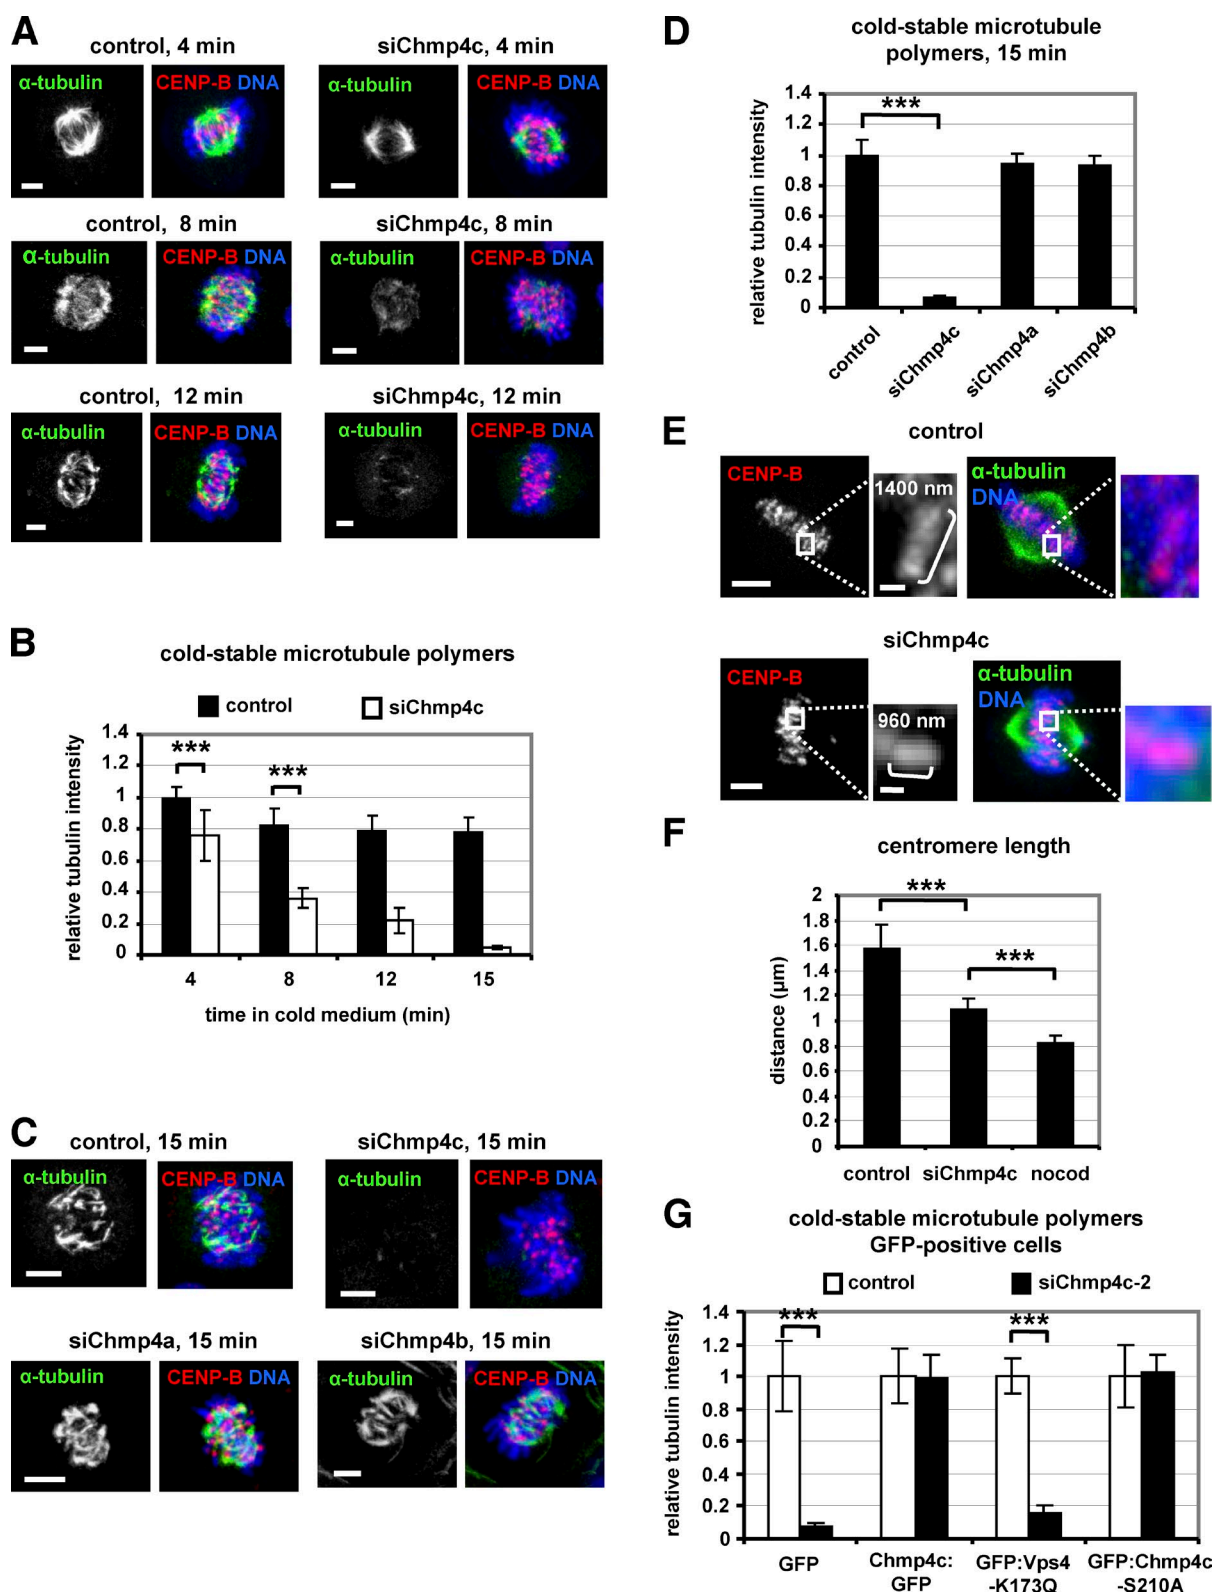 A
control, 4 min
siChmp4c, 4 min
α-tubulin
CENP-B DNA
α-tubulin
CENP-B DNA
control, 8 min
siChmp4c, 8 min
α-tubulin
CENP-B DNA
α-tubulin
CENP-B DNA
control, 12 min
siChmp4c, 12 min
α-tubulin
CENP-B DNA
α-tubulin
CENP-B DNA
B
cold-stable microtubule polymers
control
siChmp4c
relative tubulin intensity
1.4
1.2
1
0.8
0.6
0.4
0.2
0
***
***
4
8
12
15
time in cold medium (min)
C
control, 15 min
siChmp4c, 15 min
α-tubulin
CENP-B DNA
α-tubulin
CENP-B DNA
siChmp4a, 15 min
siChmp4b, 15 min
α-tubulin
CENP-B DNA
α-tubulin
CENP-B DNA
D
cold-stable microtubule
polymers, 15 min
relative tubulin intensity
1.4
1.2
1
0.8
0.6
0.4
0.2
0
***
control
siChmp4c
siChmp4a
siChmp4b
E
control
CENP-B
1400 nm
α-tubulin
DNA
siChmp4c
CENP-B
960 nm
α-tubulin
DNA
F
centromere length
distance (µm)
2
1.8
1.6
1.4
1.2
1
0.8
0.6
0.4
0.2
0
***
***
control
siChmp4c
nocod
G
cold-stable microtubule polymers
GFP-positive cells
control
siChmp4c-2
relative tubulin intensity
1.4
1.2
1
0.8
0.6
0.4
0.2
0
***
***
GFP
Chmp4c:
GFP
GFP:Vps4
-K173Q
GFP:Chmp4c
-S210A